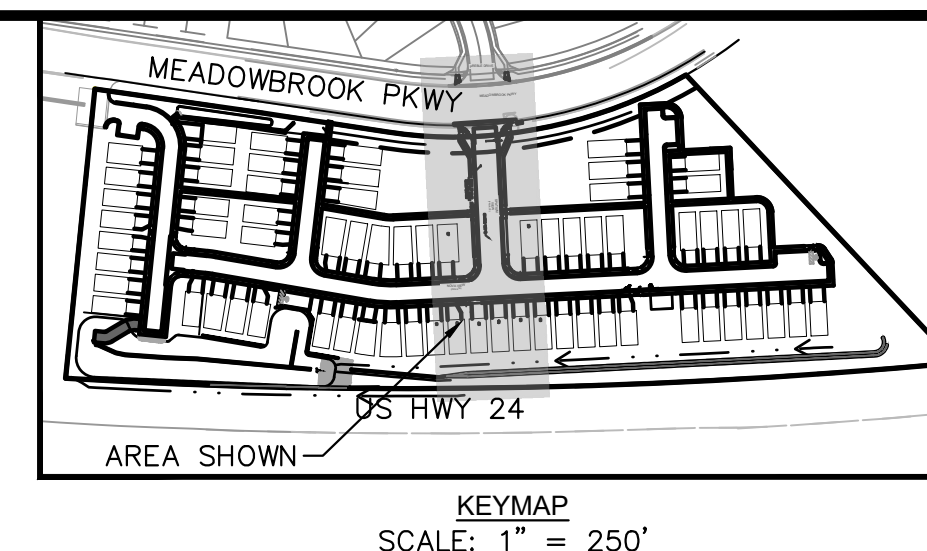 MEADOWBROOK PKWY
US HWY 24
AREA SHOWN
KEYMAP
SCALE: 1" = 250'